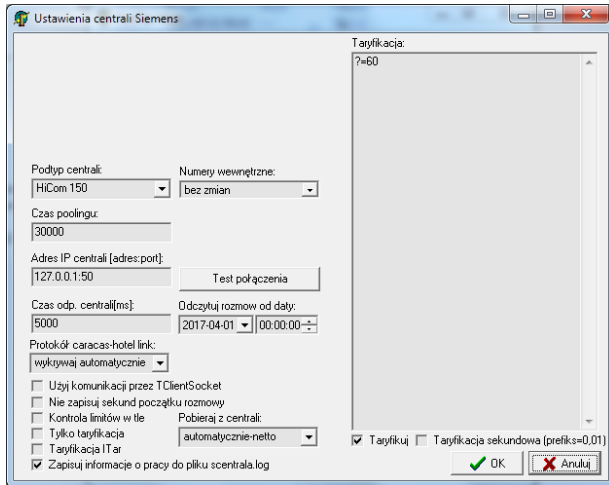 Ustawienia centrali Siemens
Taryfikacja:
?=60
Podtyp centrali:
Numery wewnętrzne:
HiCom 150
bez zmian
Czas poolingu:
30000
Adres IP centrali [adres:port]:
127.0.0.1:50
Test połączenia
Czas odp. centrali[ms]:
Odczytuj rozmow od daty:
5000
2017-04-01
00:00:00
Protokół caracas-hotel link:
wykrywaj automatycznie
Użyj komunikacji przez TClientSocket
Nie zapisuj sekund początku rozmowy
Kontrola limitów w tle
Pobieraj z centrali:
Tylko taryfikacja
automatycznie-netto
Taryfikacja ITar
Zapisuj informacje o pracy do pliku scentrala.log
Taryfikuj
Taryfikacja sekundowa (prefiks=0,01)
OK
Anuluj